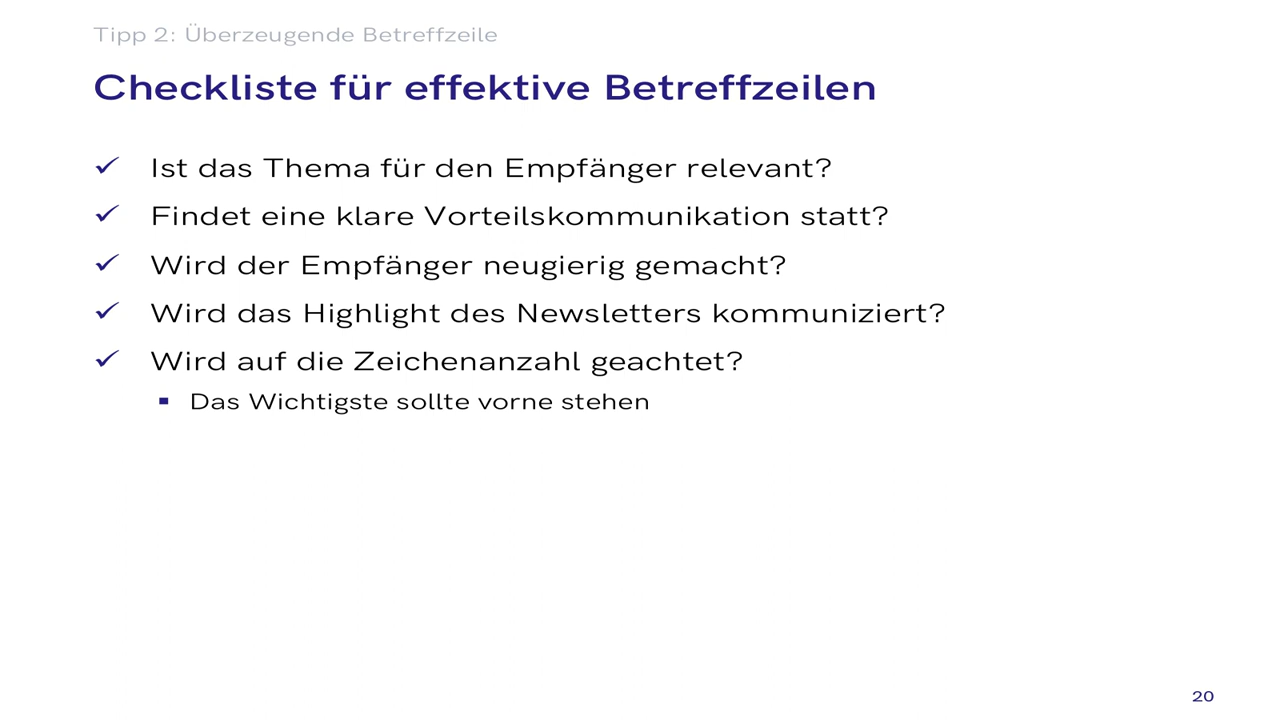 Tipp 2: Überzeugende Betreffzeile
Checkliste für effektive Betreffzeilen
✓ Ist das Thema für den Empfänger relevant?
✓ Findet eine klare Vorteilskommunikation statt?
✓ Wird der Empfänger neugierig gemacht?
✓ Wird das Highlight des Newsletters kommuniziert?
✓ Wird auf die Zeichenanzahl geachtet?
▪ Das Wichtigste sollte vorne stehen
20